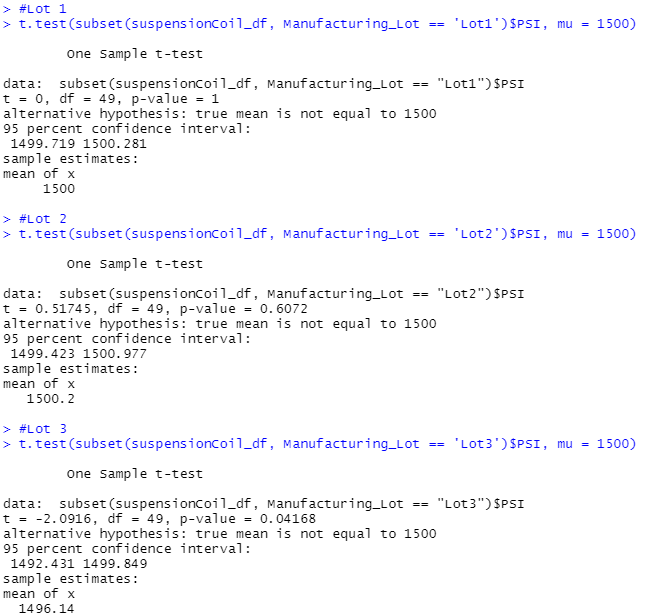 > #Lot 1
> t.test(subset(suspensionCoil_df, Manufacturing_Lot == 'Lot1')$PSI, mu = 1500)
One Sample t-test
data:  subset(suspensionCoil_df, Manufacturing_Lot == "Lot1")$PSI
t = 0, df = 49, p-value = 1
alternative hypothesis: true mean is not equal to 1500
95 percent confidence interval:
1499.719 1500.281
sample estimates:
mean of x
1500
> #Lot 2
> t.test(subset(suspensionCoil_df, Manufacturing_Lot == 'Lot2')$PSI, mu = 1500)
One Sample t-test
data:  subset(suspensionCoil_df, Manufacturing_Lot == "Lot2")$PSI
t = 0.51745, df = 49, p-value = 0.6072
alternative hypothesis: true mean is not equal to 1500
95 percent confidence interval:
1499.423 1500.977
sample estimates:
mean of x
1500.2
> #Lot 3
> t.test(subset(suspensionCoil_df, Manufacturing_Lot == 'Lot3')$PSI, mu = 1500)
One Sample t-test
data:  subset(suspensionCoil_df, Manufacturing_Lot == "Lot3")$PSI
t = -2.0916, df = 49, p-value = 0.04168
alternative hypothesis: true mean is not equal to 1500
95 percent confidence interval:
1492.431 1499.849
sample estimates:
mean of x
1496.14